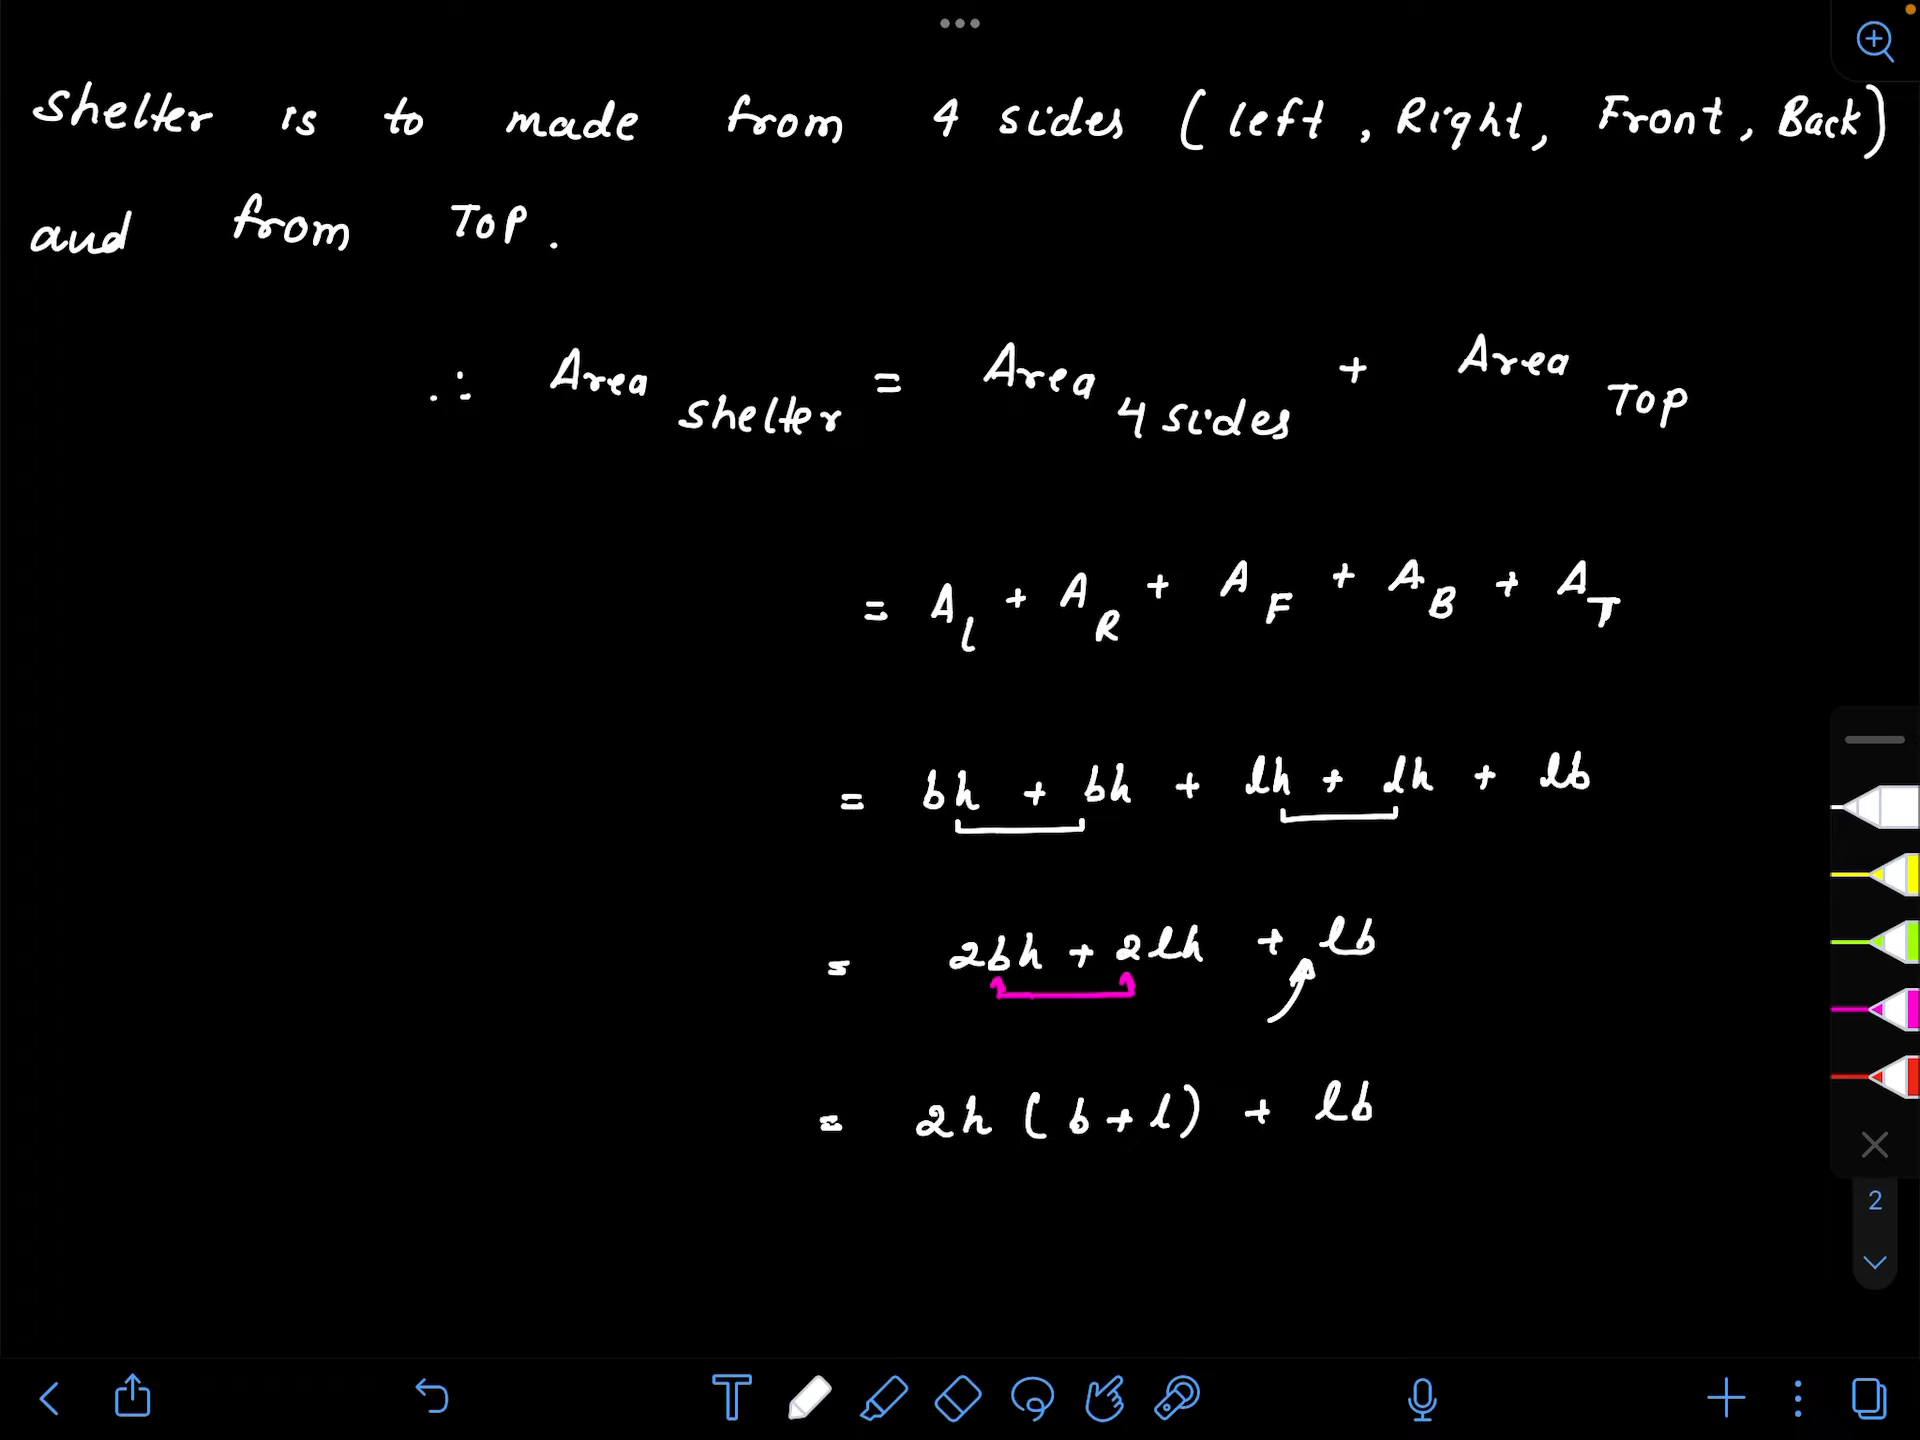 Shelter is to made from 4 sides (left, Right, Front, Back)
and from TOP.
∴ Area shelter = Area 4 sides + Area TOP
= A_l + A_R + A_F + A_B + A_T
= bh + bh + lh + lh + lb
= 2bh + 2lh + lb
= 2h (b+l) + lb
2